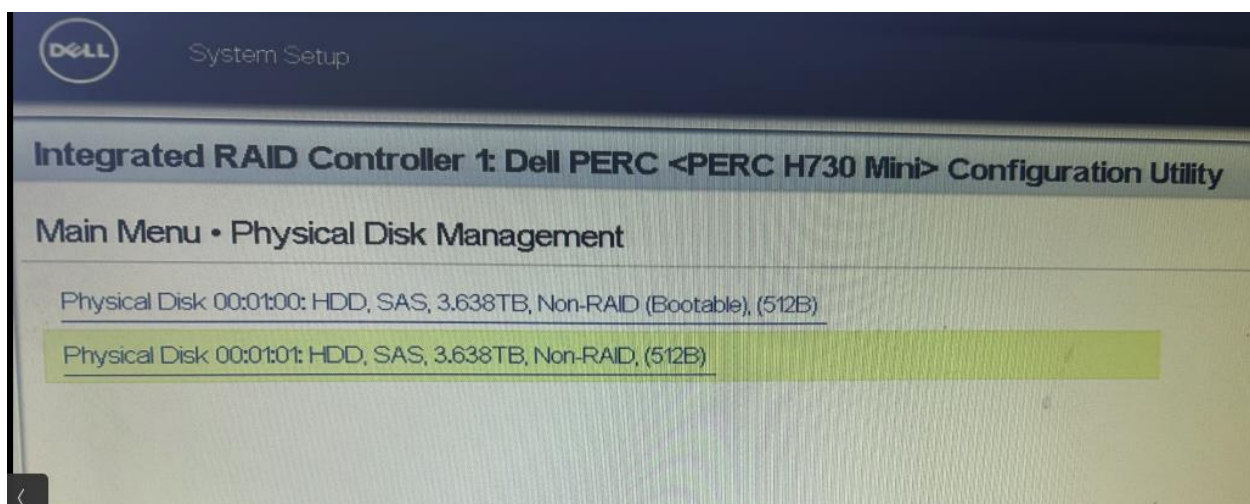 DELL
System Setup
Integrated RAID Controller 1: Dell PERC <PERC H730 Mini> Configuration Utility
Main Menu • Physical Disk Management
Physical Disk 00:01:00: HDD, SAS, 3.638TB, Non-RAID (Bootable), (512B)
Physical Disk 00:01:01: HDD, SAS, 3.638TB, Non-RAID, (512B)